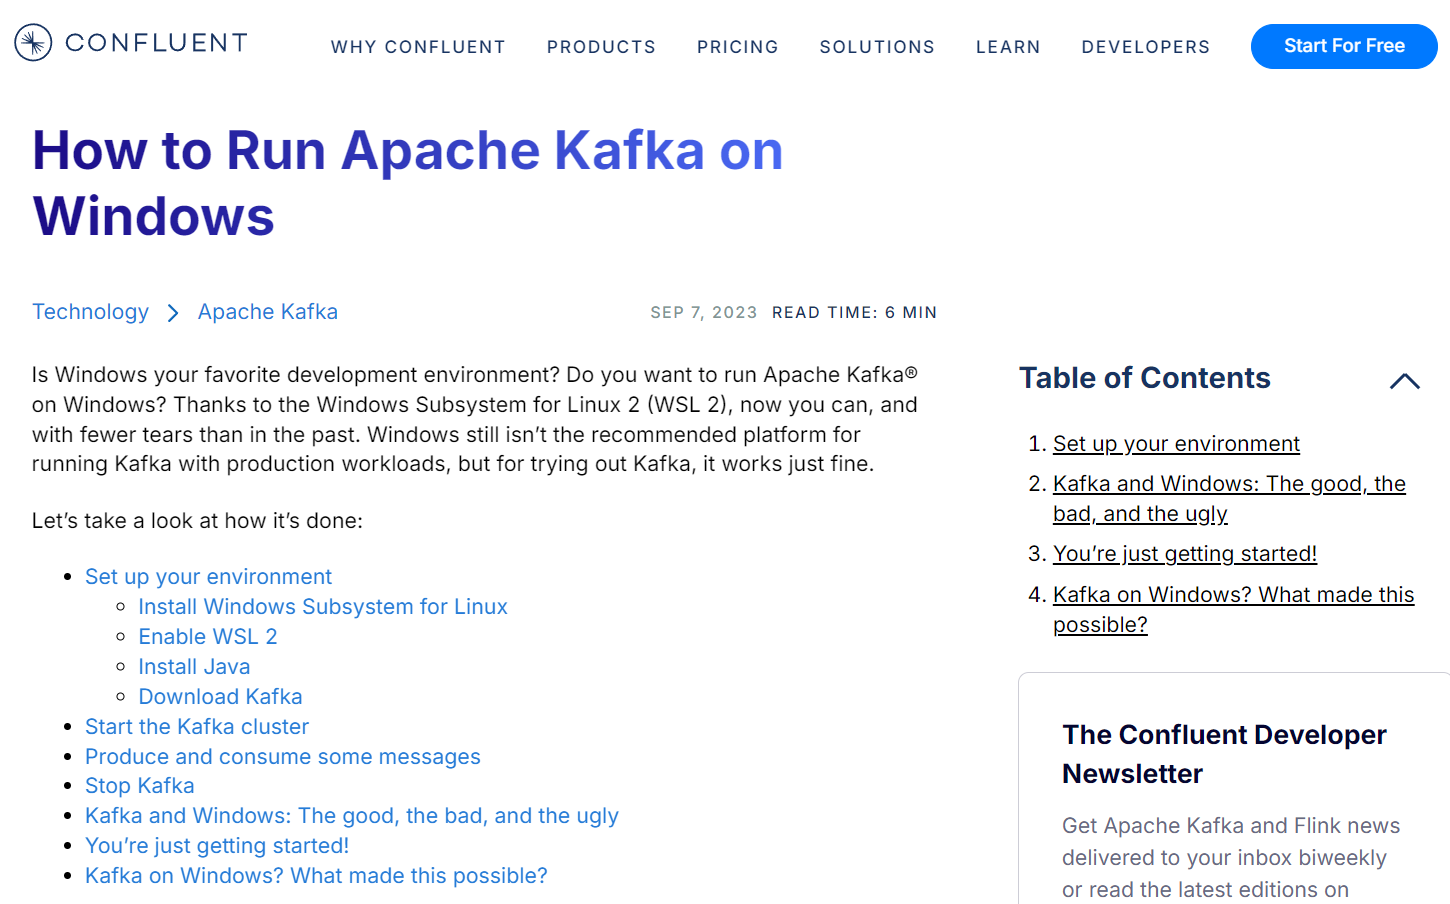 CONFLUENT
WHY CONFLUENT
PRODUCTS
PRICING
SOLUTIONS
LEARN
DEVELOPERS
Start For Free
How to Run Apache Kafka on
Windows
Technology
Apache Kafka
SEP 7, 2023
READ TIME: 6 MIN
Is Windows your favorite development environment? Do you want to run Apache Kafka®
on Windows? Thanks to the Windows Subsystem for Linux 2 (WSL 2), now you can, and
with fewer tears than in the past. Windows still isn’t the recommended platform for
running Kafka with production workloads, but for trying out Kafka, it works just fine.
Let’s take a look at how it’s done:
Set up your environment
Install Windows Subsystem for Linux
Enable WSL 2
Install Java
Download Kafka
Start the Kafka cluster
Produce and consume some messages
Stop Kafka
Kafka and Windows: The good, the bad, and the ugly
You’re just getting started!
Kafka on Windows? What made this possible?
Table of Contents
1. Set up your environment
2. Kafka and Windows: The good, the
bad, and the ugly
3. You’re just getting started!
4. Kafka on Windows? What made this
possible?
The Confluent Developer
Newsletter
Get Apache Kafka and Flink news
delivered to your inbox biweekly
or read the latest editions on